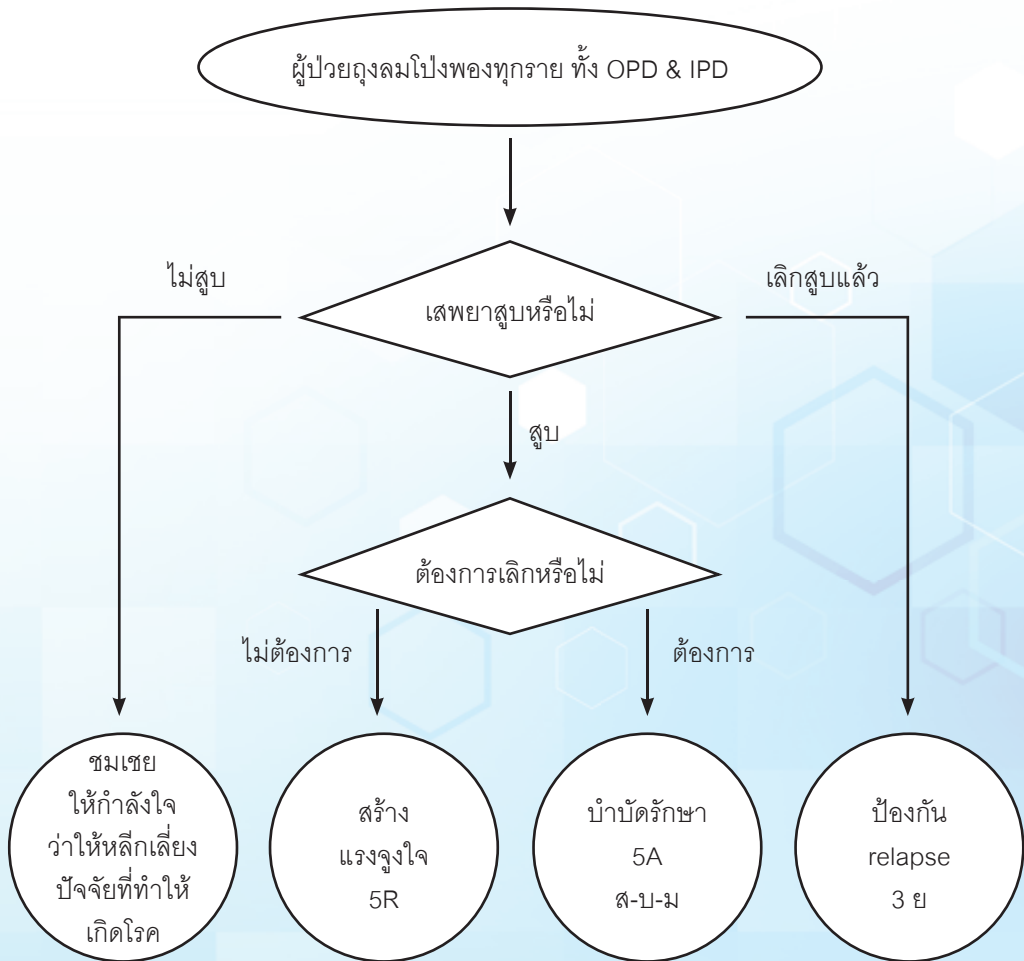 ผู้ป่วยถุงลมโป่งพองทุกราย ทั้ง OPD & IPD
ไม่สูบ
เลิกสูบแล้ว
เสพยาสูบหรือไม่
สูบ
ต้องการเลิกหรือไม่
ไม่ต้องการ
ต้องการ
ชมเชย
ให้กำลังใจ
ว่าให้หลีกเลี่ยง
ปัจจัยที่ทำให้
เกิดโรค
สร้าง
แรงจูงใจ
5R
บำบัดรักษา
5A
ส-บ-ม
ป้องกัน
relapse
3 ย